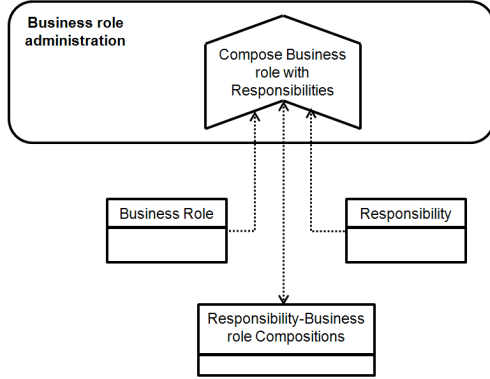 Business role
administration
Compose Business
role with
Responsibilities
Business Role
Responsibility
Responsibility-Business
role Compositions